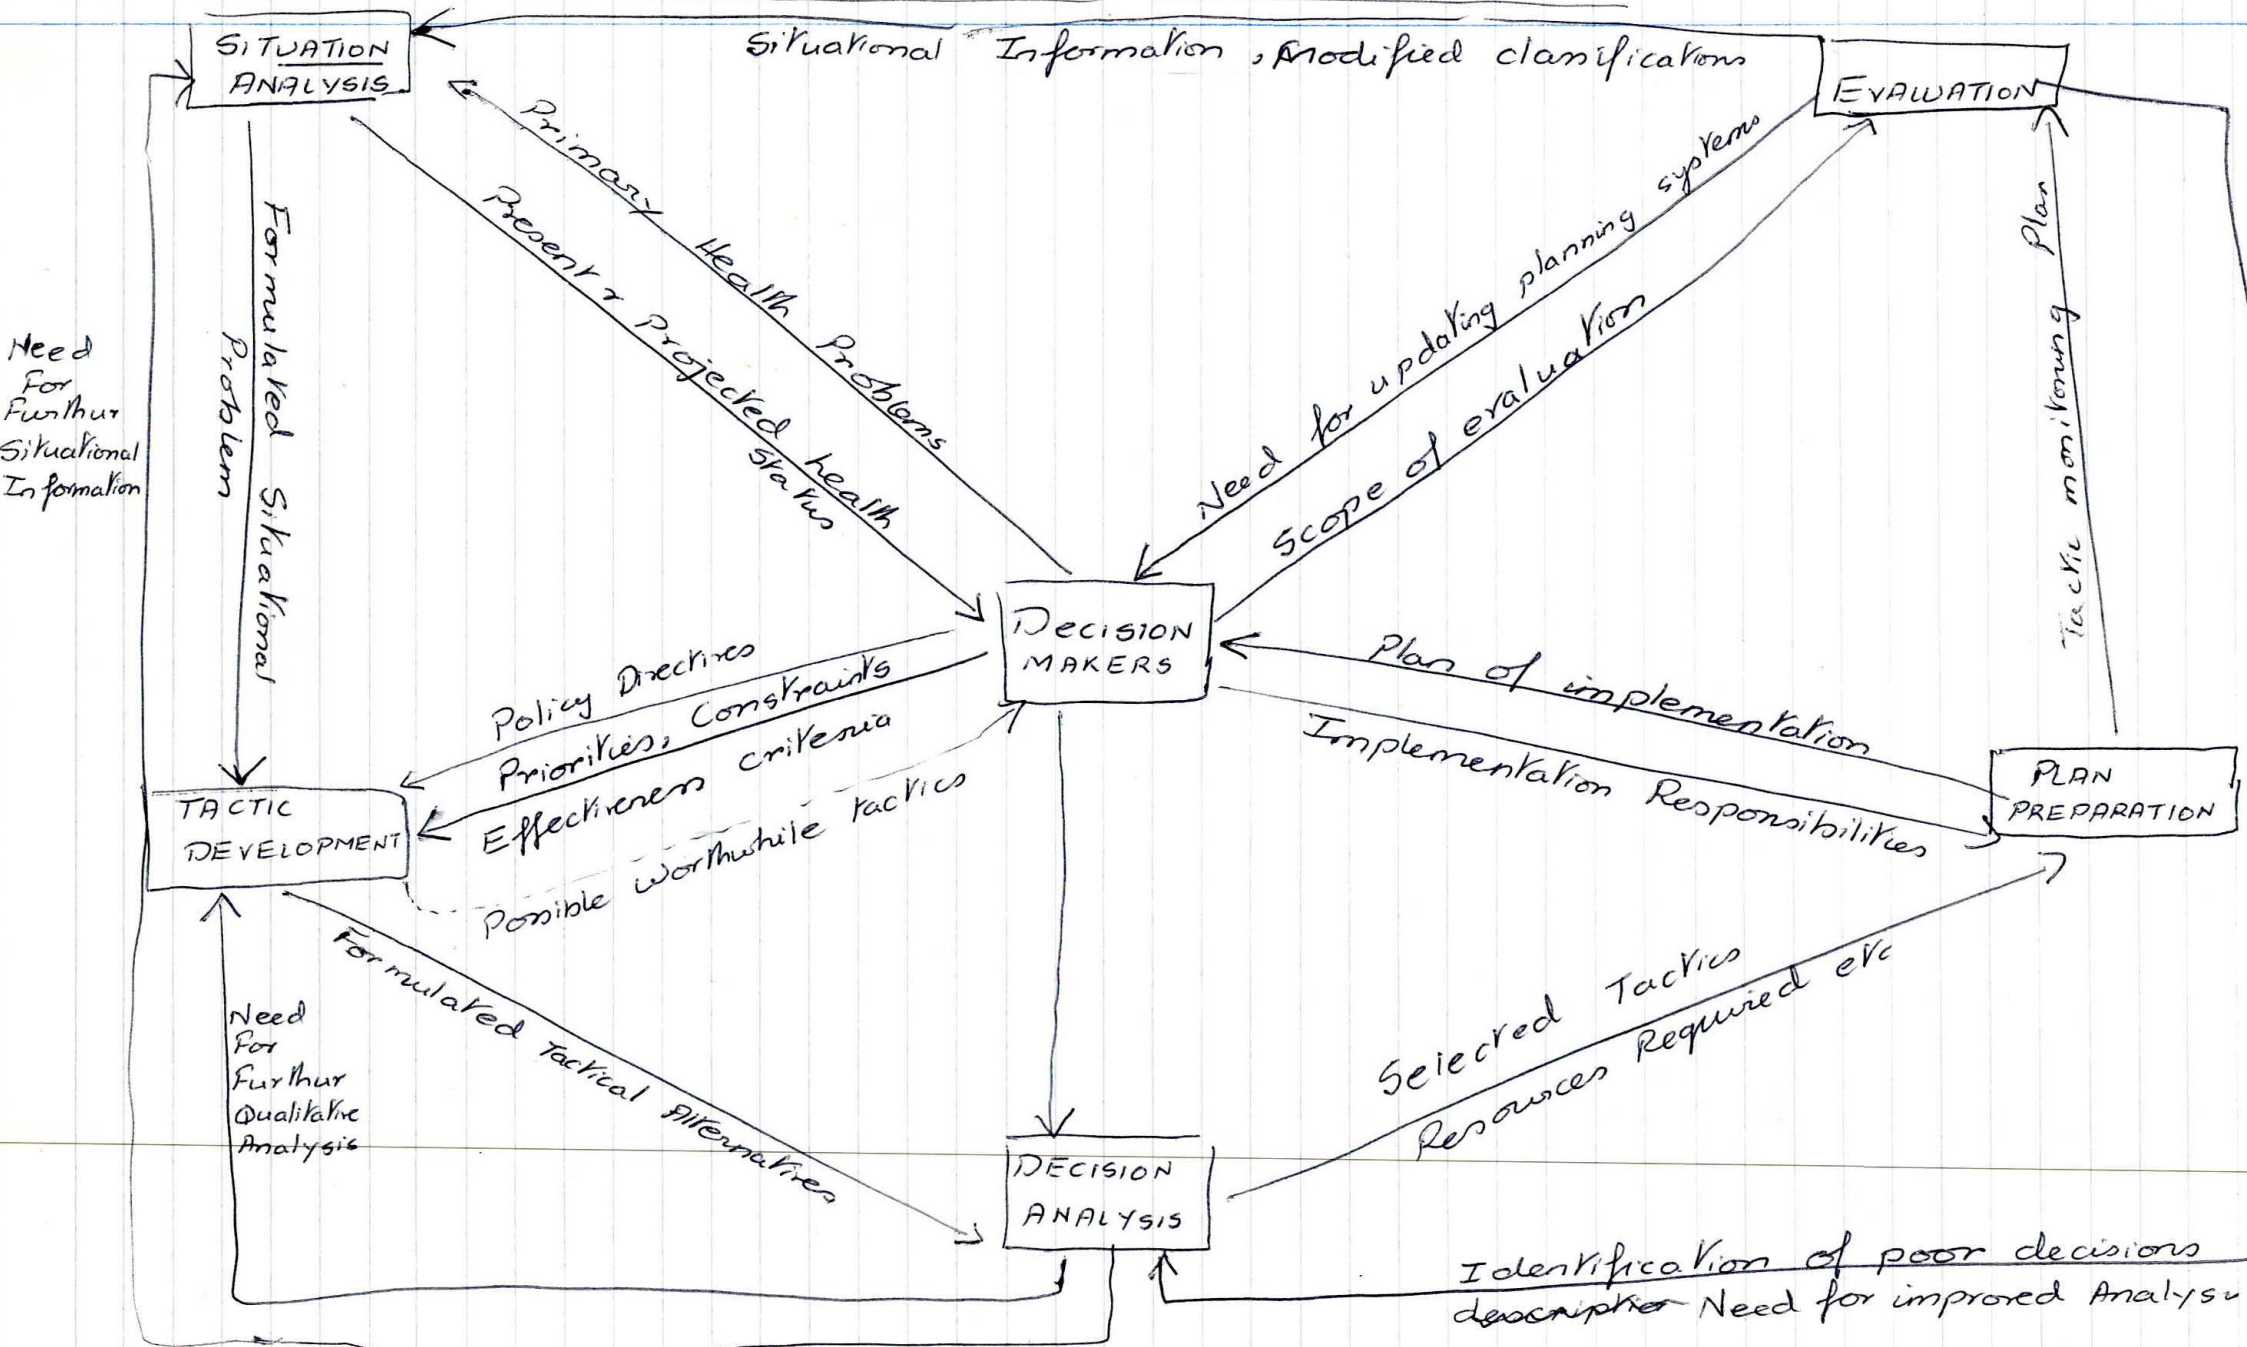 SITUATION
ANALYSIS
Situational Information, modified classifications
EVALUATION
Primary Health Problems
Present & Projected health
status
Formulated Situational
Problem
Need
For
Furthur
Situational
Information
Need for updating planning systems
Scope of evaluation
Tactic monitoring Plan
DECISION
MAKERS
Policy Directives
Priorities, Constraints
Effectiveness criteria
Possible worthwhile tactics
Plan of implementation
Implementation Responsibilities
PLAN
PREPARATION
TACTIC
DEVELOPMENT
Formulated Tactical Alternatives
Need
For
Furthur
Qualitative
Analysis
Selected Tactics
Resources Required etc
DECISION
ANALYSIS
Identification of poor decisions
Need for improved Analysis